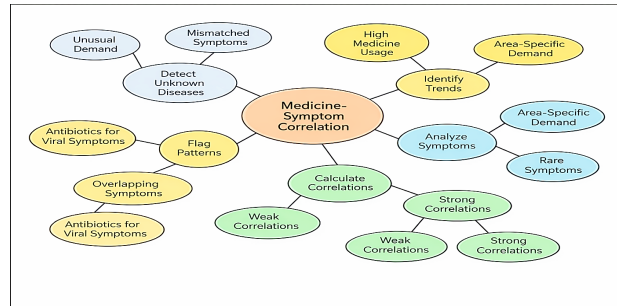 Unusual
Demand
Mismatched
Symptoms
Detect
Unknown
Diseases
High
Medicine
Usage
Area-Specific
Demand
Identify
Trends
Medicine-
Symptom
Correlation
Area-Specific
Demand
Analyze
Symptoms
Rare
Symptoms
Antibiotics for
Viral Symptoms
Flag
Patterns
Overlapping
Symptoms
Antibiotics for
Viral Symptoms
Calculate
Correlations
Weak
Correlations
Strong
Correlations
Weak
Correlations
Strong
Correlations